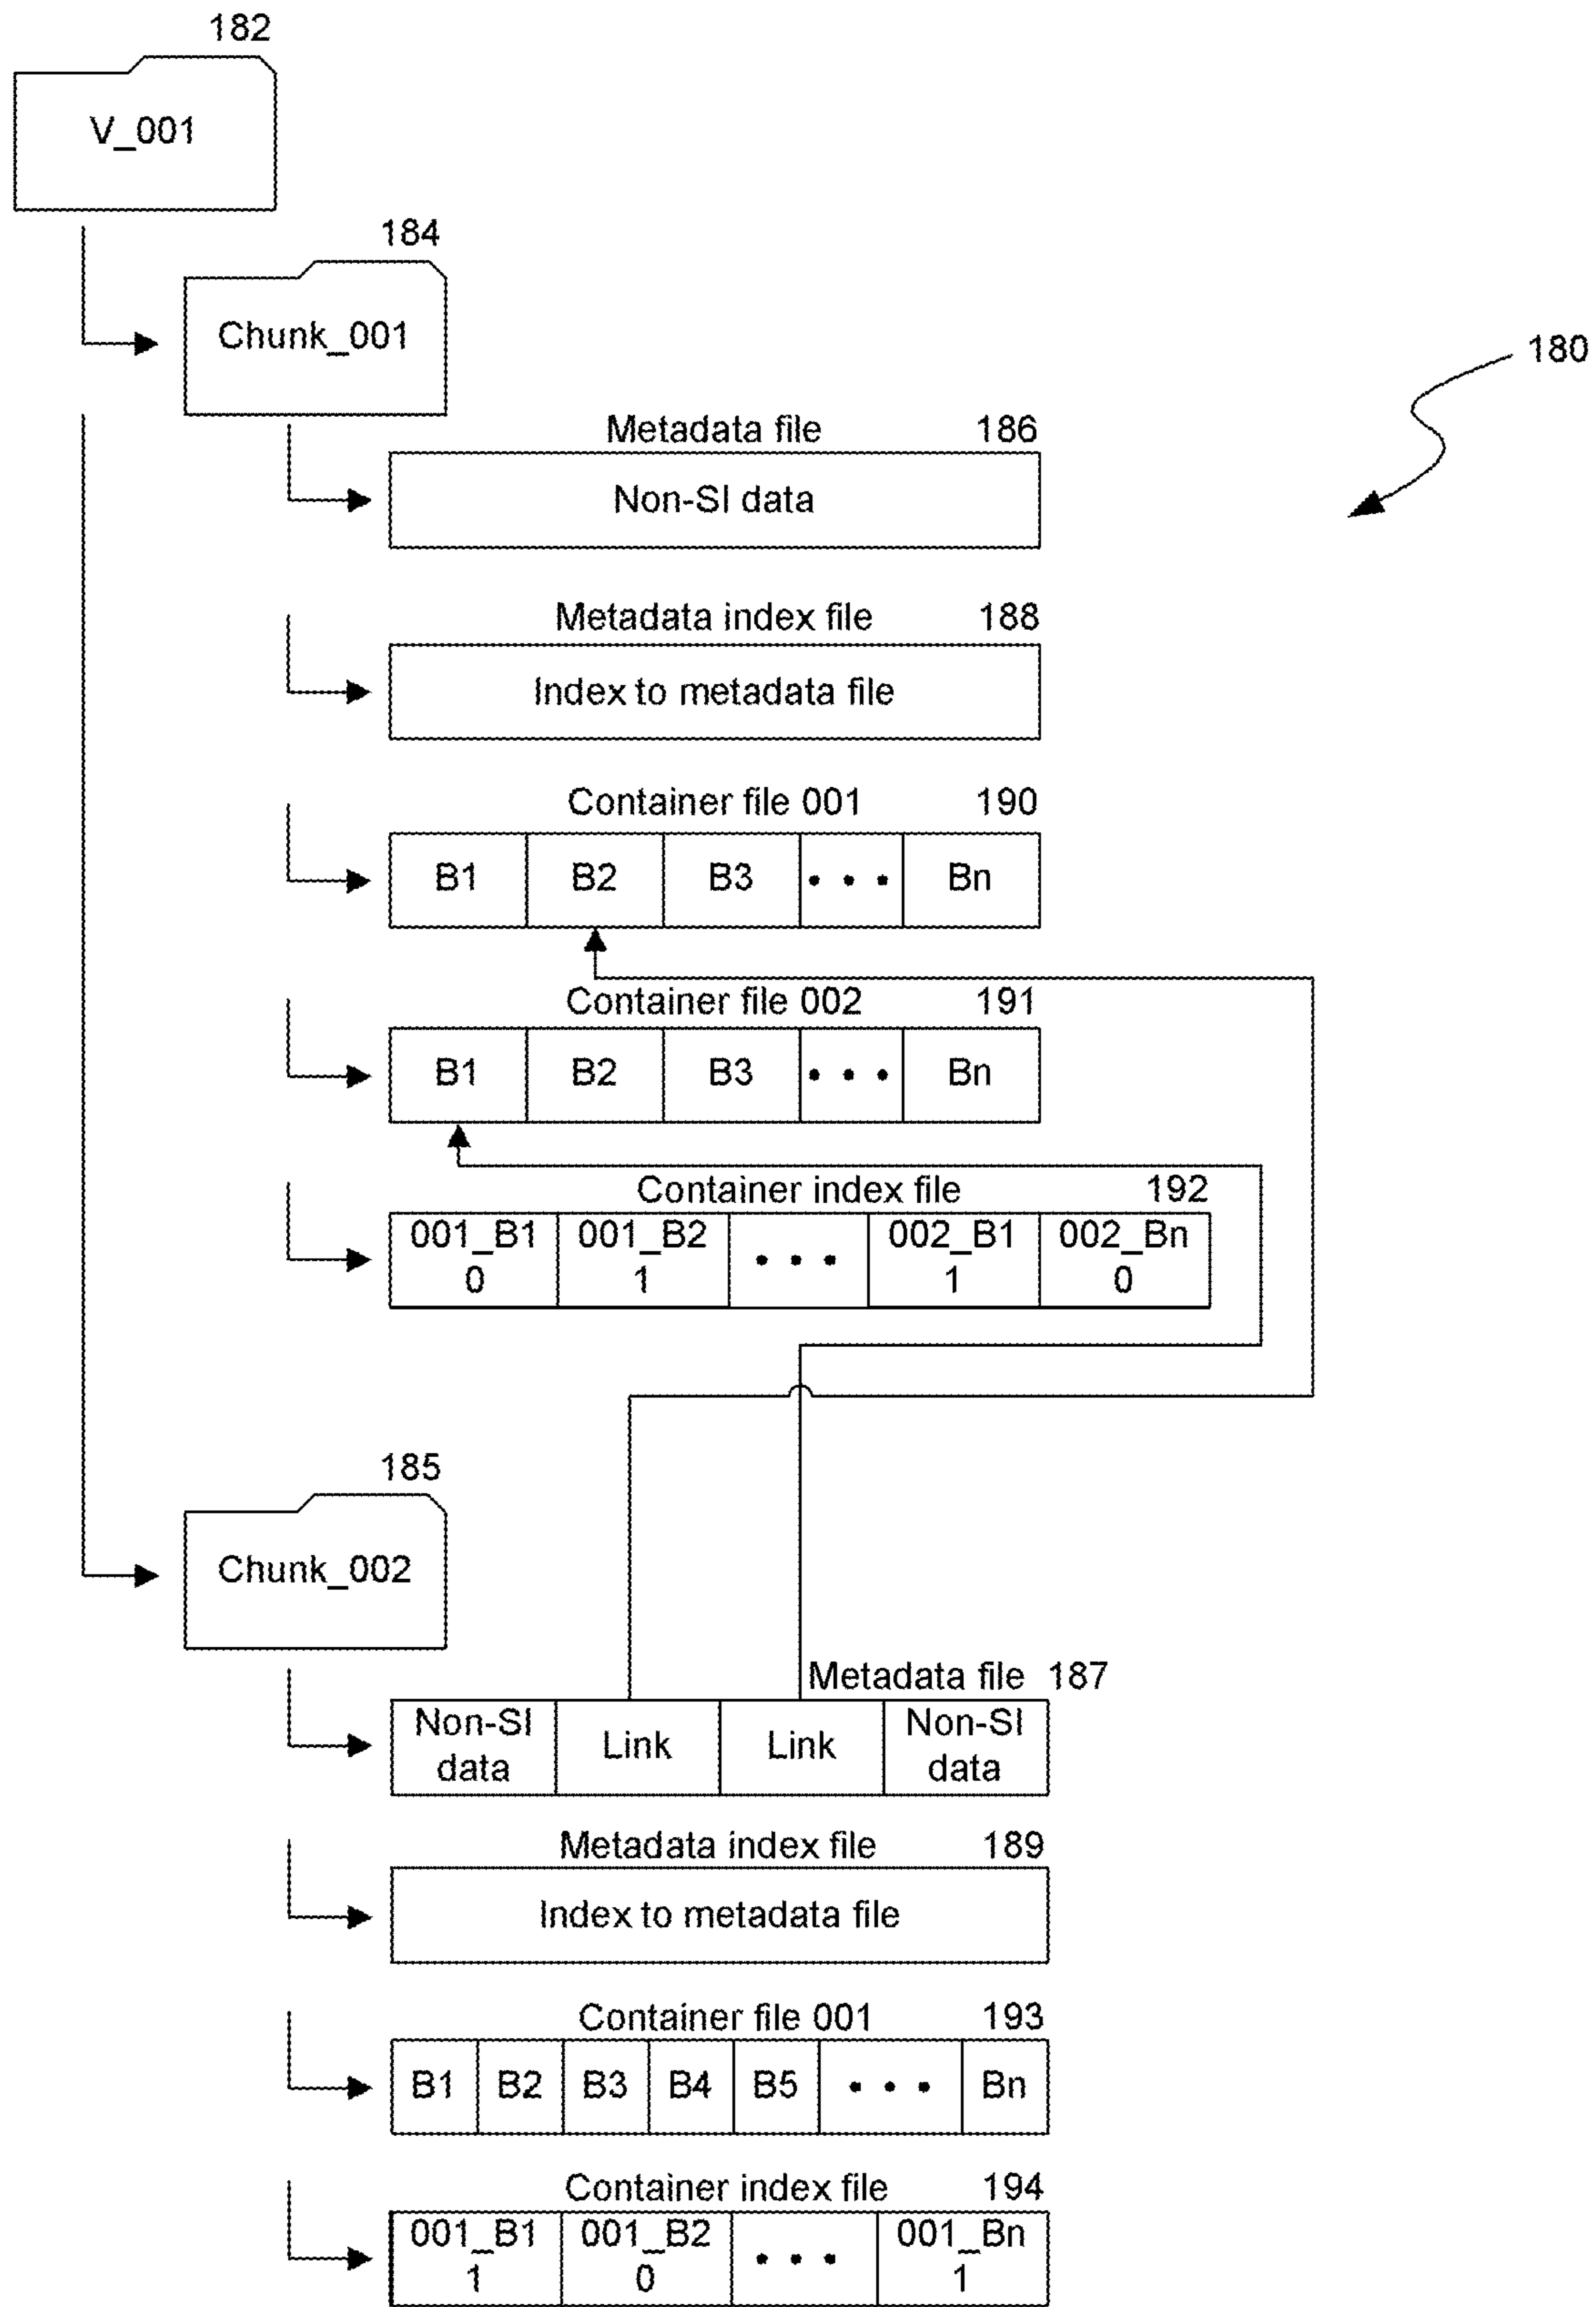 182
V_001
184
Chunk_001
180
Metadata file 186
Non-SI data
Metadata index file 188
Index to metadata file
Container file 001 190
B1 B2 B3 • • • Bn
Container file 002 191
B1 B2 B3 • • • Bn
Container index file 192
001_B1 001_B2 • • • 002_B1 002_Bn
0 1 1 0
185
Chunk_002
Metadata file 187
Non-SI data Link Link Non-SI data
Metadata index file 189
Index to metadata file
Container file 001 193
B1 B2 B3 B4 B5 • • • Bn
Container index file 194
001_B1 001_B2 • • • 001_Bn
1 0 1